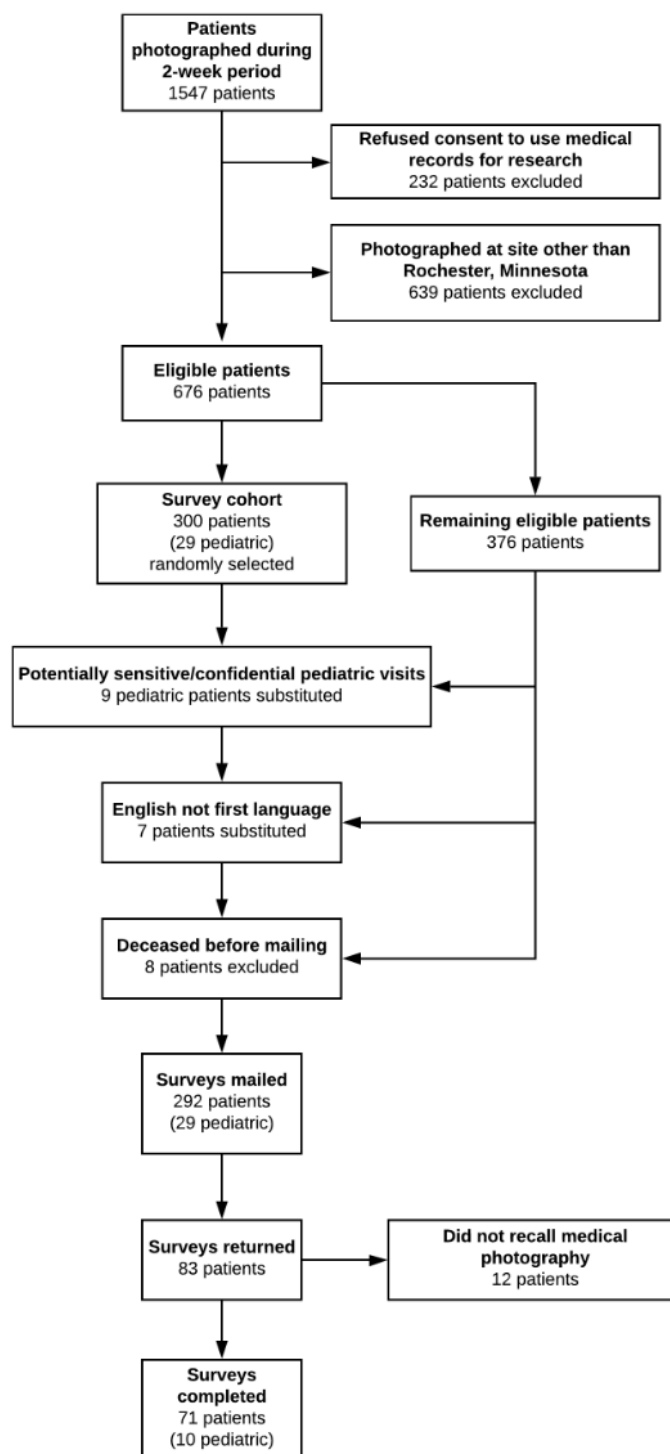 Patients
photographed during
2-week period
1547 patients
Refused consent to use medical
records for research
232 patients excluded
Photographed at site other than
Rochester, Minnesota
639 patients excluded
Eligible patients
676 patients
Survey cohort
300 patients
(29 pediatric)
randomly selected
Remaining eligible patients
376 patients
Potentially sensitive/confidential pediatric visits
9 pediatric patients substituted
English not first language
7 patients substituted
Deceased before mailing
8 patients excluded
Surveys mailed
292 patients
(29 pediatric)
Surveys returned
83 patients
Did not recall medical
photography
12 patients
Surveys
completed
71 patients
(10 pediatric)